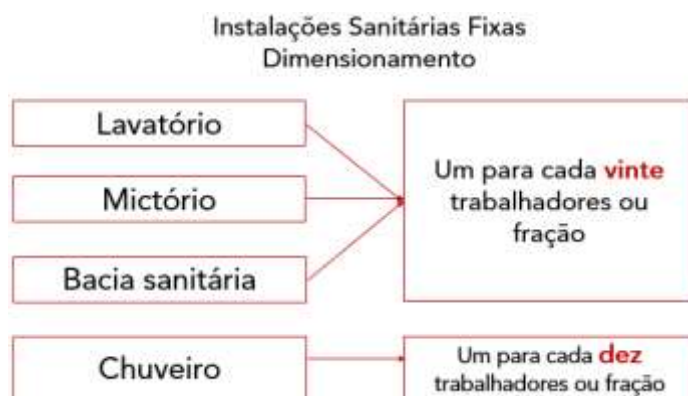 Instalações Sanitárias Fixas
Dimensionamento
Lavatório
Mictório
Bacia sanitária
Um para cada vinte
trabalhadores ou
fração
Chuveiro
Um para cada dez
trabalhadores ou fração